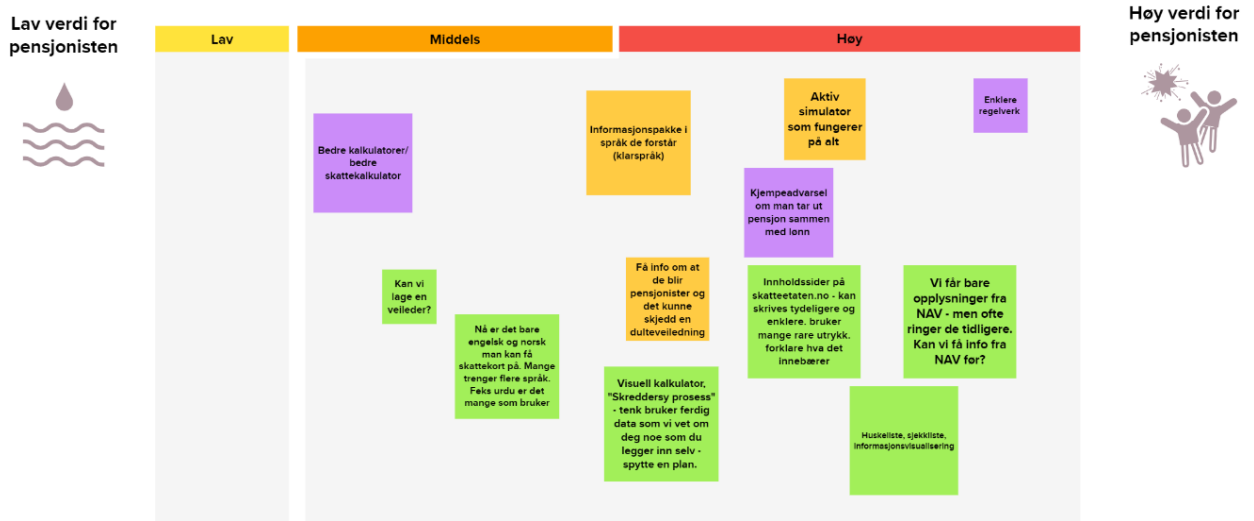 Lav verdi for
pensjonisten
Høy verdi for
pensjonisten
Lav
Middels
Høy
Bedre kalkulatorer/
bedre
skattekalkulator
Informasjonspakke i
språk de forstår
(klarspråk)
Aktiv
simulator
som fungerer
på alt
Enklere
regelverk
Kjempeadvarsel
om man tar ut
pensjon sammen
med lønn
Kan vi
lage en
veileder?
Få info om at
de blir
pensjonister og
det kunne
skjedd en
dulteveiledning
Innholdssider på
skatteetaten.no - kan
skrives tydeligere og
enklere. bruker
mange rare utrykk.
forklare hva det
innebærer
Vi får bare
opplysninger fra
NAV - men ofte
ringer de tidligere.
Kan vi få info fra
NAV før?
Nå er det bare
engelsk og norsk
man kan få
skattekort på. Mange
trenger flere språk.
Feks urdu er det
mange som bruker
Visuell kalkulator,
"Skreddersy prosess"
- tenk bruker ferdig
data som vi vet om
deg noe som du
legger inn selv -
spytte en plan.
Huskeliste, sjekkliste,
informasjonsvisualisering